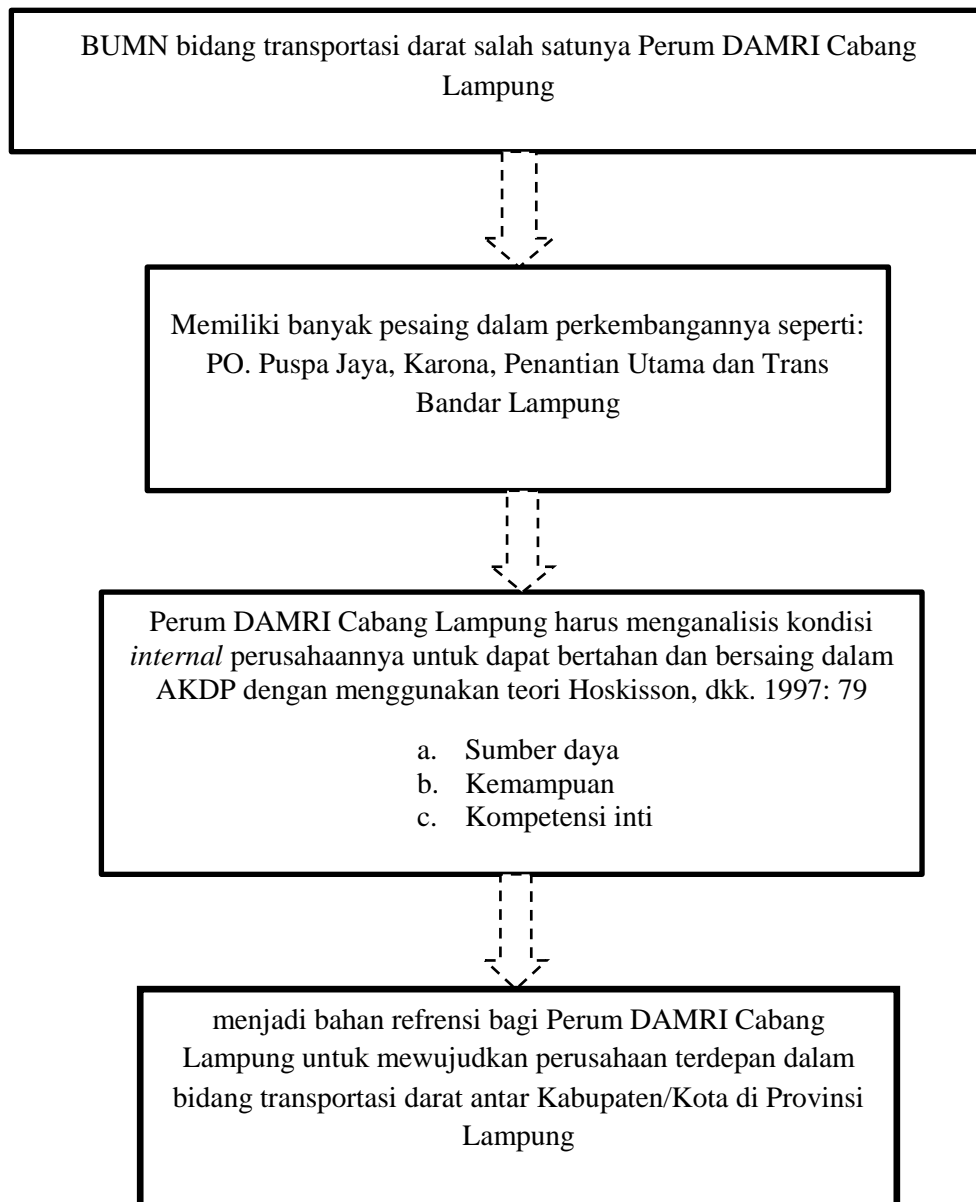 BUMN bidang transportasi darat salah satunya Perum DAMRI Cabang
Lampung
Memiliki banyak pesaing dalam perkembangannya seperti:
PO. Puspa Jaya, Karona, Penantian Utama dan Trans
Bandar Lampung
Perum DAMRI Cabang Lampung harus menganalisis kondisi
internal perusahaannya untuk dapat bertahan dan bersaing dalam
AKDP dengan menggunakan teori Hoskisson, dkk. 1997: 79
a. Sumber daya
b. Kemampuan
c. Kompetensi inti
menjadi bahan refrensi bagi Perum DAMRI Cabang
Lampung untuk mewujudkan perusahaan terdepan dalam
bidang transportasi darat antar Kabupaten/Kota di Provinsi
Lampung